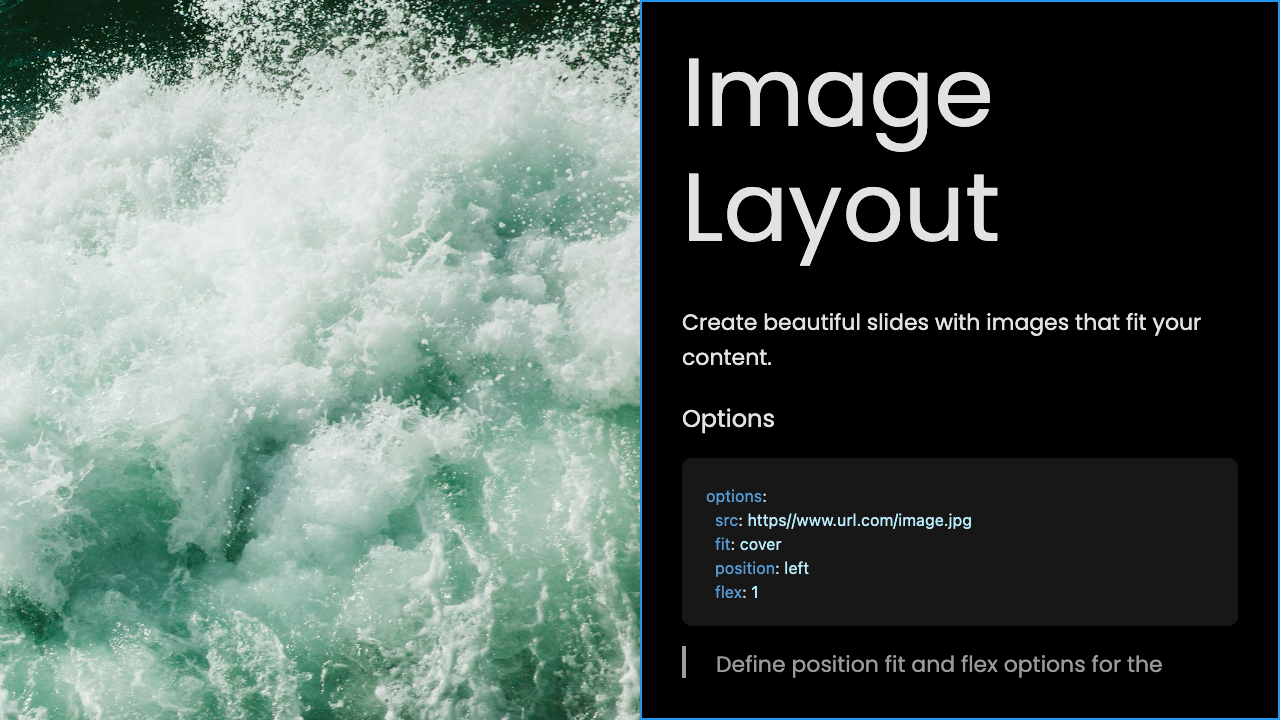 Image
Layout
Create beautiful slides with images that fit your
content.
Options
options:
  src: https//www.url.com/image.jpg
  fit: cover
  position: left
  flex: 1
Define position fit and flex options for the